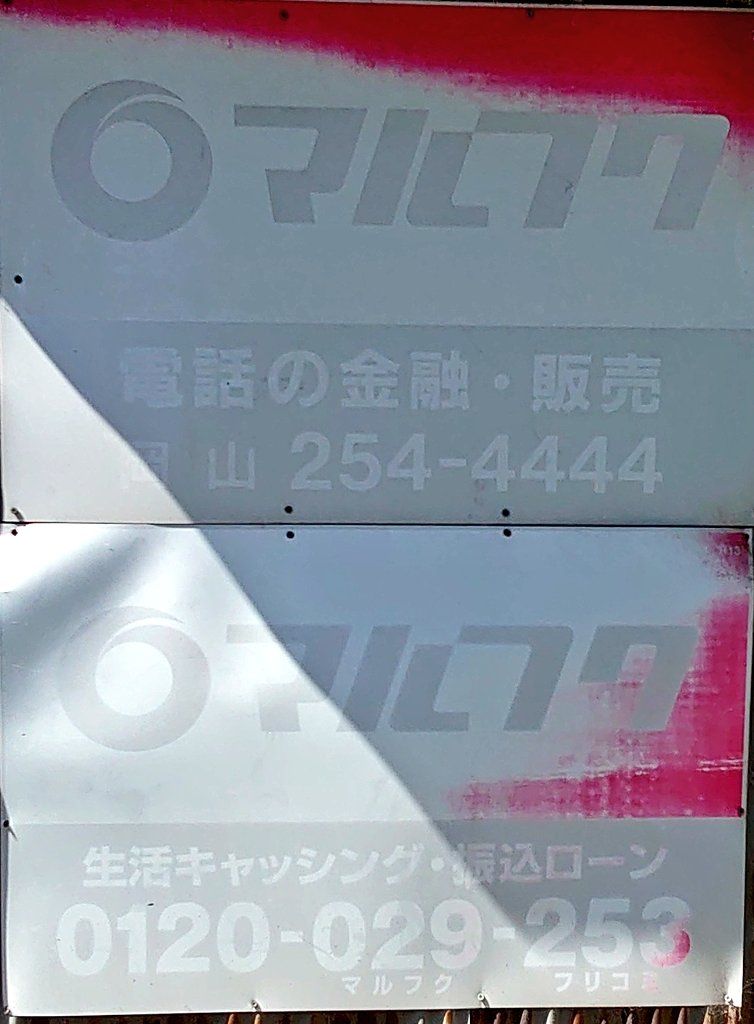 マルフク
電話の金融・販売
岡山 254-4444
マルフク
生活キャッシング・振込ローン
0120-029-253
マルフク フリコミ